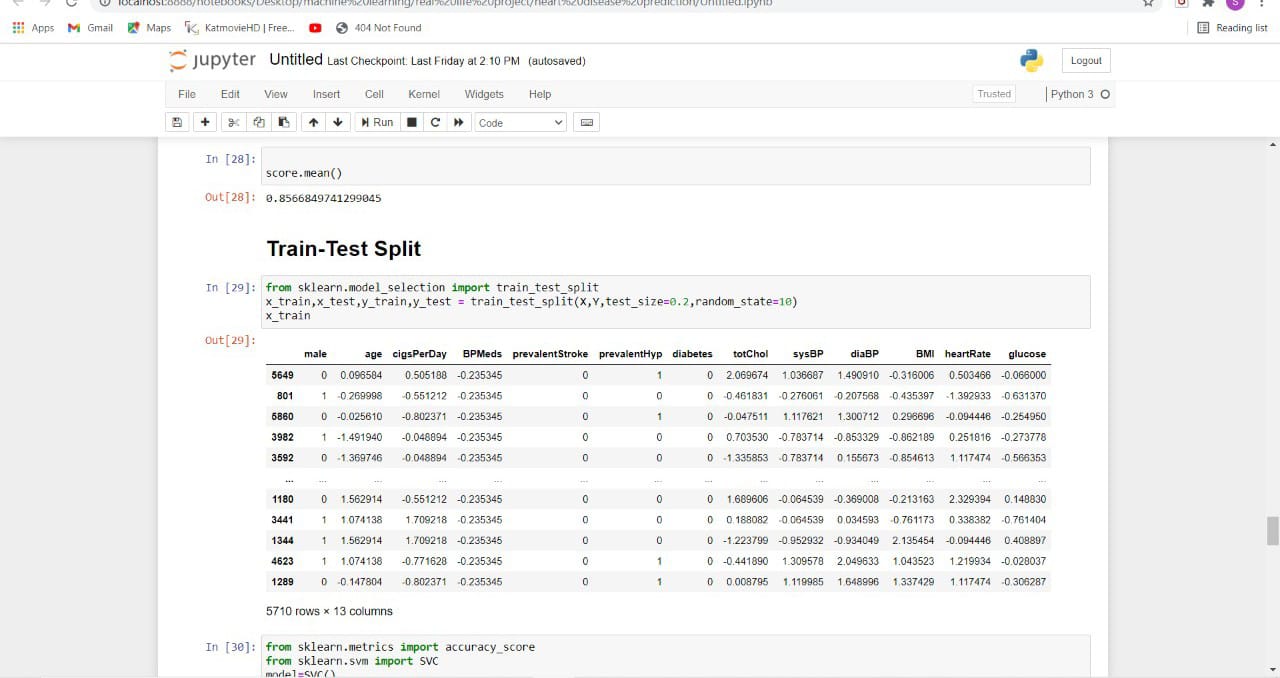 localhost:8888/notebooks/Desktop/machine%20learning/real%20life%20project/heart%20disease%20prediction/Untitled.ipynb
Apps Gmail Maps KatmovieHD | Free... 404 Not Found Reading list
jupyter Untitled Last Checkpoint: Last Friday at 2:10 PM (autosaved) Logout
File Edit View Insert Cell Kernel Widgets Help Trusted Python 3
Run Code
In [28]:
score.mean()
Out[28]: 0.8566849741299045
Train-Test Split
In [29]: from sklearn.model_selection import train_test_split
x_train,x_test,y_train,y_test = train_test_split(X,Y,test_size=0.2,random_state=10)
x_train
Out[29]:
male age cigsPerDay BPMeds prevalentStroke prevalentHyp diabetes totChol sysBP diaBP BMI heartRate glucose
5649 0 0.096584 0.505188 -0.235345 0 1 0 2.069674 1.036687 1.490910 -0.316006 0.503466 -0.066000
801 1 -0.269998 -0.551212 -0.235345 0 0 0 -0.461831 -0.276061 -0.207568 -0.435397 -1.392933 -0.631370
5860 0 -0.025610 -0.802371 -0.235345 0 1 0 -0.047511 1.117621 1.300712 0.296696 -0.094446 -0.254950
3982 1 -1.491940 -0.048894 -0.235345 0 0 0 0.703530 -0.783714 -0.853329 -0.862189 0.251816 -0.273778
3592 0 -1.369746 -0.048894 -0.235345 0 0 0 -1.335853 -0.783714 0.155673 -0.854613 1.117474 -0.566353
... ... ... ... ... ... ... ... ... ... ... ... ... ...
1180 0 1.562914 -0.551212 -0.235345 0 0 0 1.689606 -0.064539 -0.369008 -0.213163 2.329394 0.148830
3441 1 1.074138 1.709218 -0.235345 0 0 0 0.188082 -0.064539 0.034593 -0.761173 0.338382 -0.761404
1344 1 1.562914 1.709218 -0.235345 0 0 0 -1.223799 -0.952932 -0.934049 2.135454 -0.094446 0.408897
4623 1 1.074138 -0.771628 -0.235345 0 1 0 -0.441890 1.309578 2.049633 1.043523 1.219934 -0.028037
1289 0 -0.147804 -0.802371 -0.235345 0 1 0 0.008795 1.119985 1.648996 1.337429 1.117474 -0.306287
5710 rows × 13 columns
In [30]: from sklearn.metrics import accuracy_score
from sklearn.svm import SVC
model=SVC()